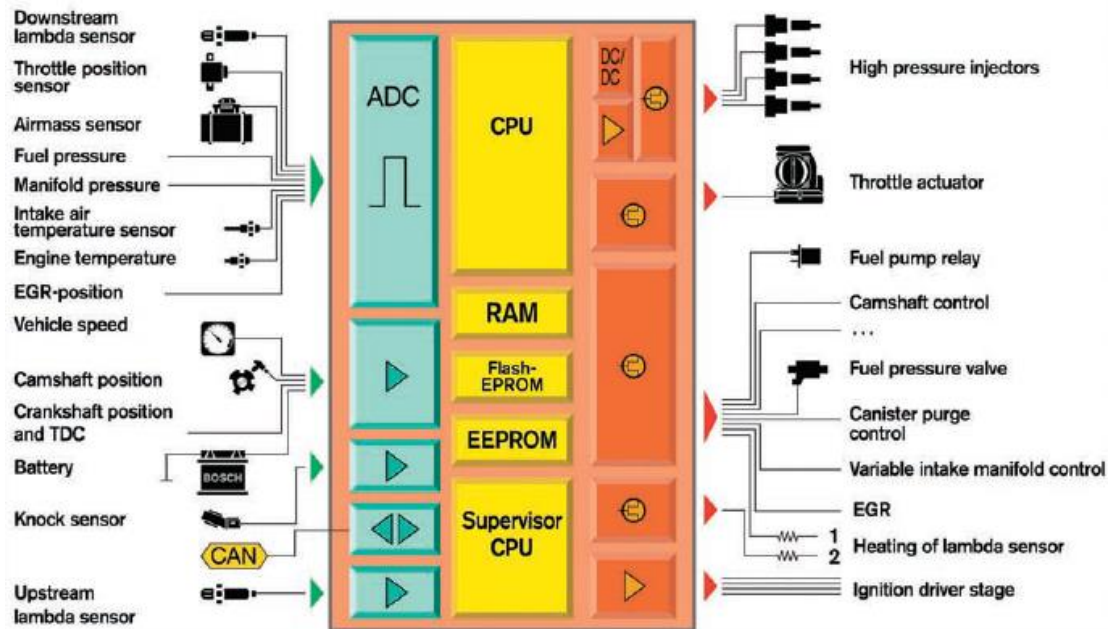 Downstream
lambda sensor
Throttle position
sensor
Airmass sensor
Fuel pressure
Manifold pressure
Intake air
temperature sensor
Engine temperature
EGR-position
Vehicle speed
Camshaft position
Crankshaft position
and TDC
Battery
BOSCH
Knock sensor
CAN
Upstream
lambda sensor
ADC
CPU
RAM
Flash-
EPROM
EEPROM
Supervisor
CPU
DC/
DC
High pressure injectors
Throttle actuator
Fuel pump relay
Camshaft control
...
Fuel pressure valve
Canister purge
control
Variable intake manifold control
EGR
1
2
Heating of lambda sensor
Ignition driver stage